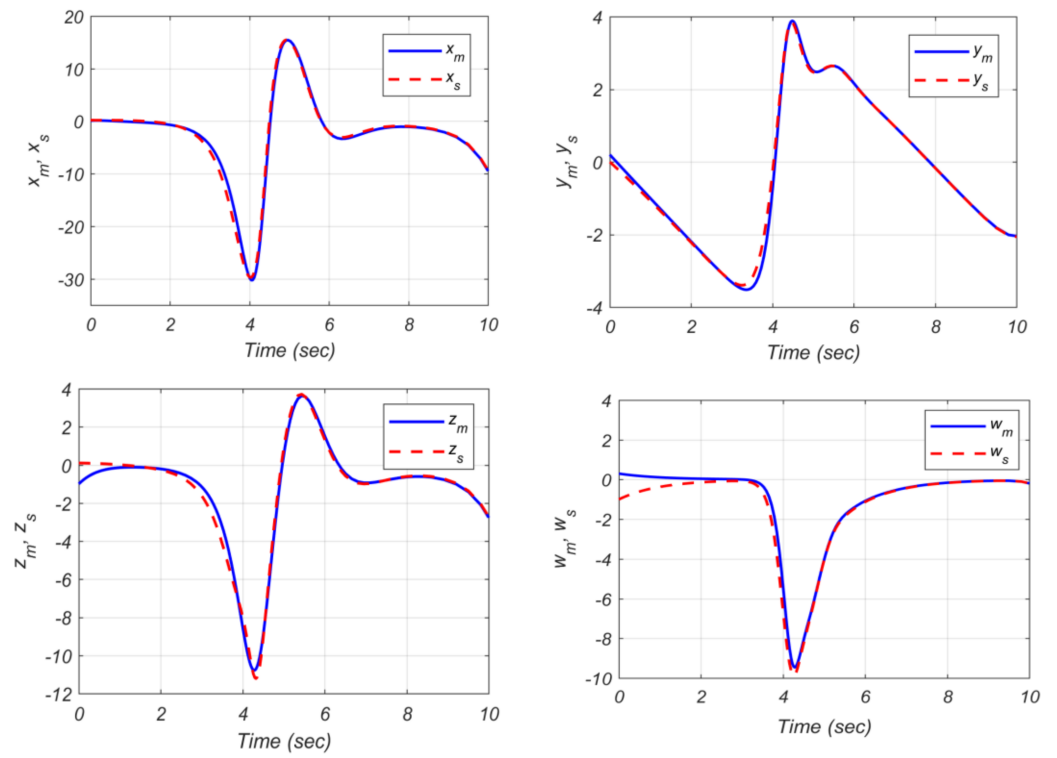 20
10
0
-10
-20
-30
x_m, x_s
x_m
x_s
0 2 4 6 8 10
Time (sec)
4
2
0
-2
-4
y_m, y_s
y_m
y_s
0 2 4 6 8 10
Time (sec)
4
2
0
-2
-4
-6
-8
-10
-12
z_m, z_s
z_m
z_s
0 2 4 6 8 10
Time (sec)
4
2
0
-2
-4
-6
-8
-10
w_m, w_s
w_m
w_s
0 2 4 6 8 10
Time (sec)